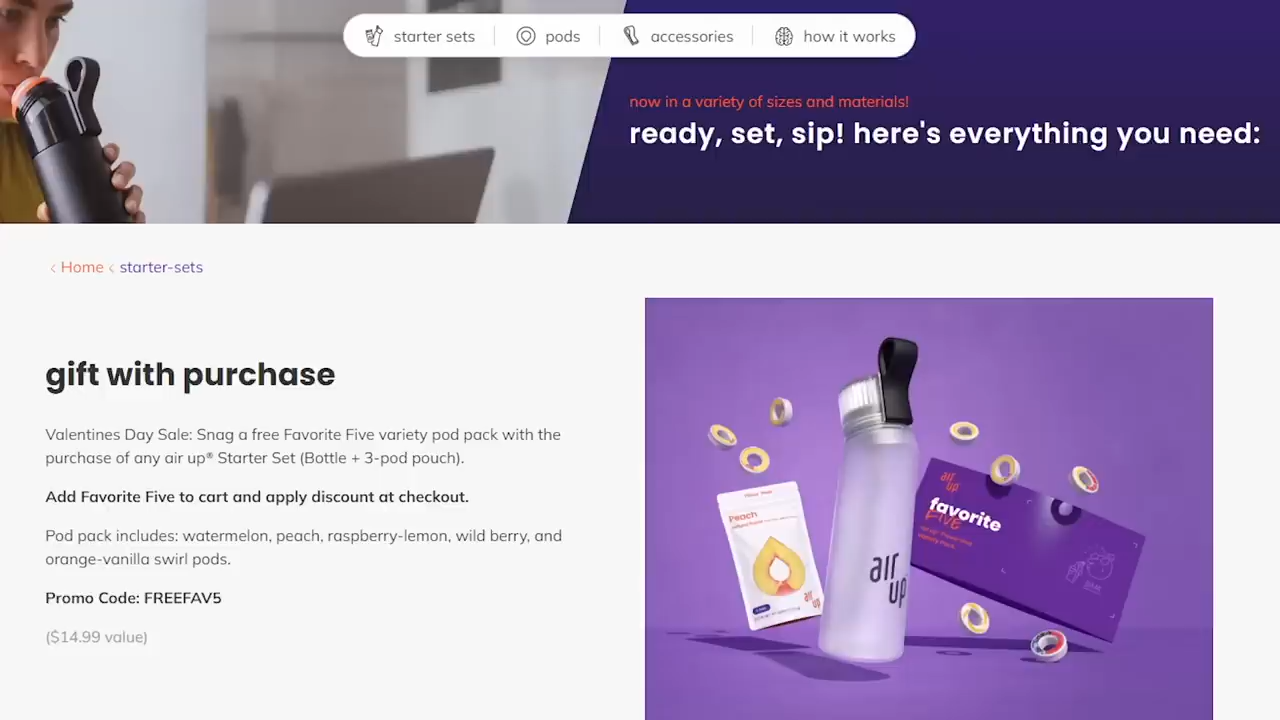 starter sets
pods
accessories
how it works
now in a variety of sizes and materials!
ready, set, sip! here's everything you need:
Home
starter-sets
gift with purchase
Valentines Day Sale: Snag a free Favorite Five variety pod pack with the
purchase of any air up® Starter Set (Bottle + 3-pod pouch).
Add Favorite Five to cart and apply discount at checkout.
Pod pack includes: watermelon, peach, raspberry-lemon, wild berry, and
orange-vanilla swirl pods.
Promo Code: FREEFAV5
($14.99 value)
Peach
air
up
air
up
air
up
favorite
FIVE